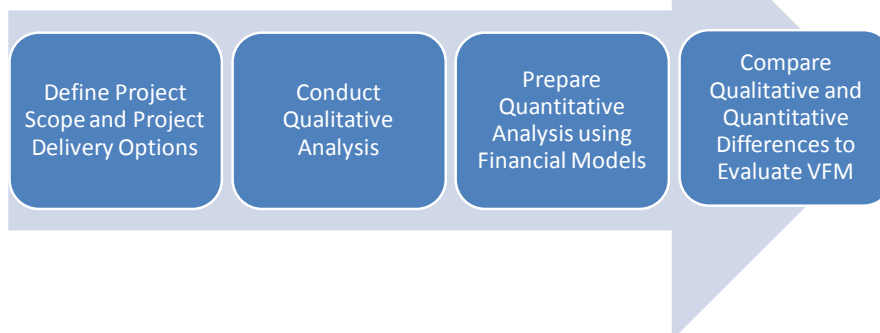 Define Project
Scope and Project
Delivery Options
Conduct
Qualitative
Analysis
Prepare
Quantitative
Analysis using
Financial Models
Compare
Qualitative and
Quantitative
Differences to
Evaluate VFM